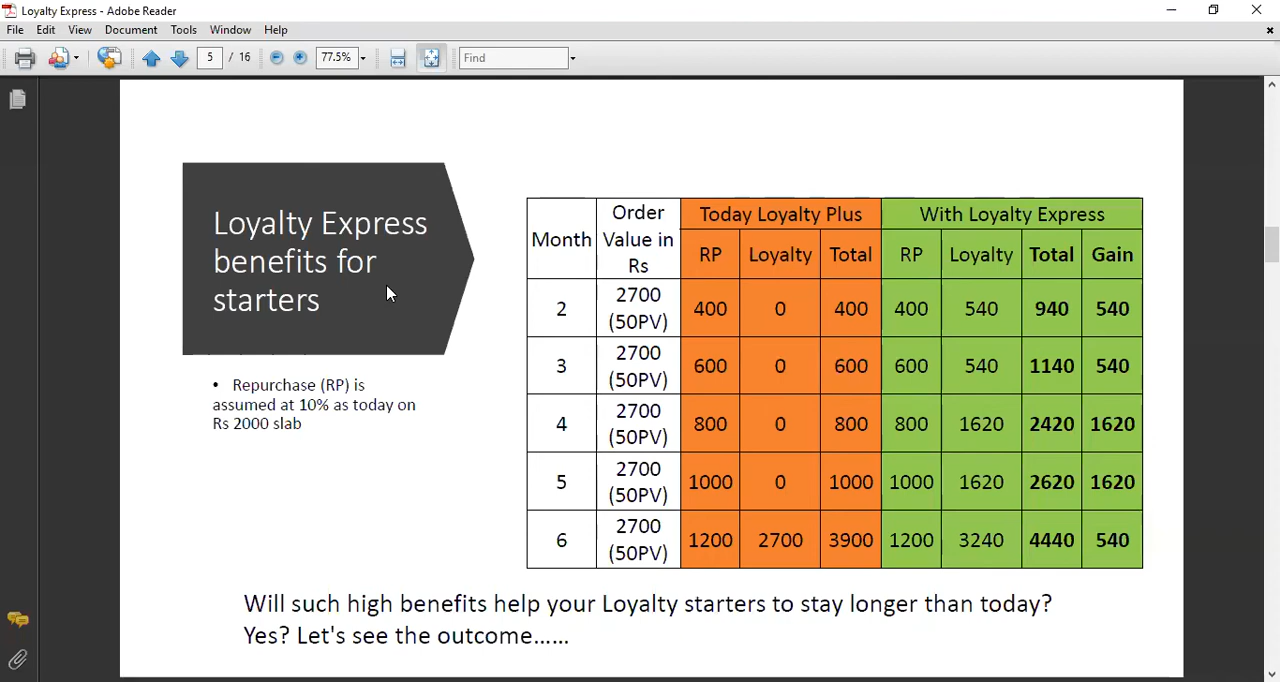 Loyalty Express - Adobe Reader
File Edit View Document Tools Window Help
5 / 16 77.5% Find
Loyalty Express
benefits for
starters
• Repurchase (RP) is
assumed at 10% as today on
Rs 2000 slab
Month Order Value in Rs Today Loyalty Plus With Loyalty Express
RP Loyalty Total RP Loyalty Total Gain
2 2700 (50PV) 400 0 400 400 540 940 540
3 2700 (50PV) 600 0 600 600 540 1140 540
4 2700 (50PV) 800 0 800 800 1620 2420 1620
5 2700 (50PV) 1000 0 1000 1000 1620 2620 1620
6 2700 (50PV) 1200 2700 3900 1200 3240 4440 540
Will such high benefits help your Loyalty starters to stay longer than today?
Yes? Let's see the outcome......